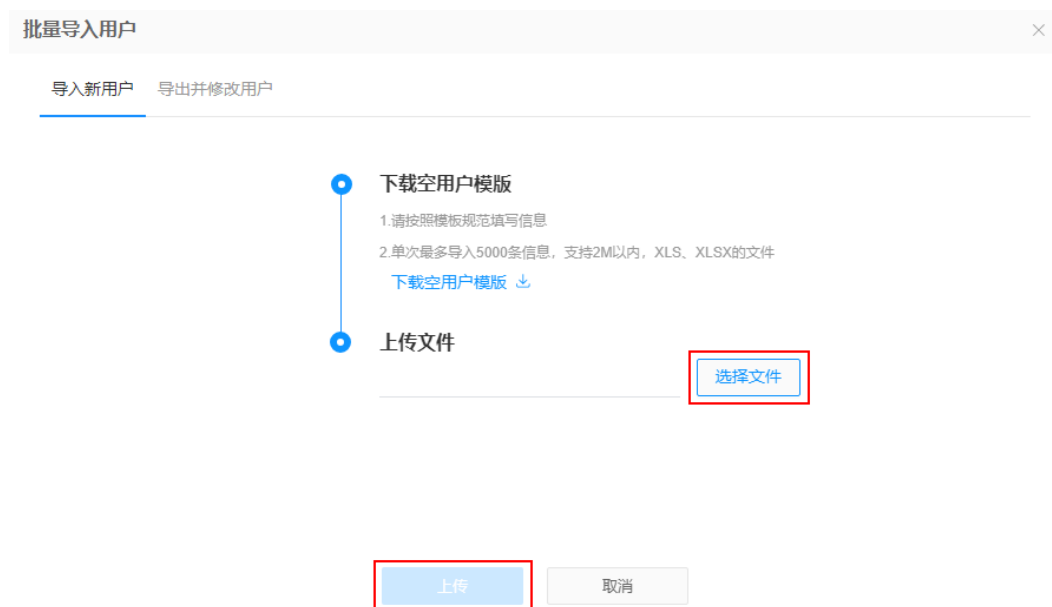 批量导入用户
导入新用户 导出并修改用户
下载空用户模版
1.请按照模板规范填写信息
2.单次最多导入5000条信息，支持2M以内，XLS、XLSX的文件
下载空用户模版
上传文件
选择文件
上传 取消